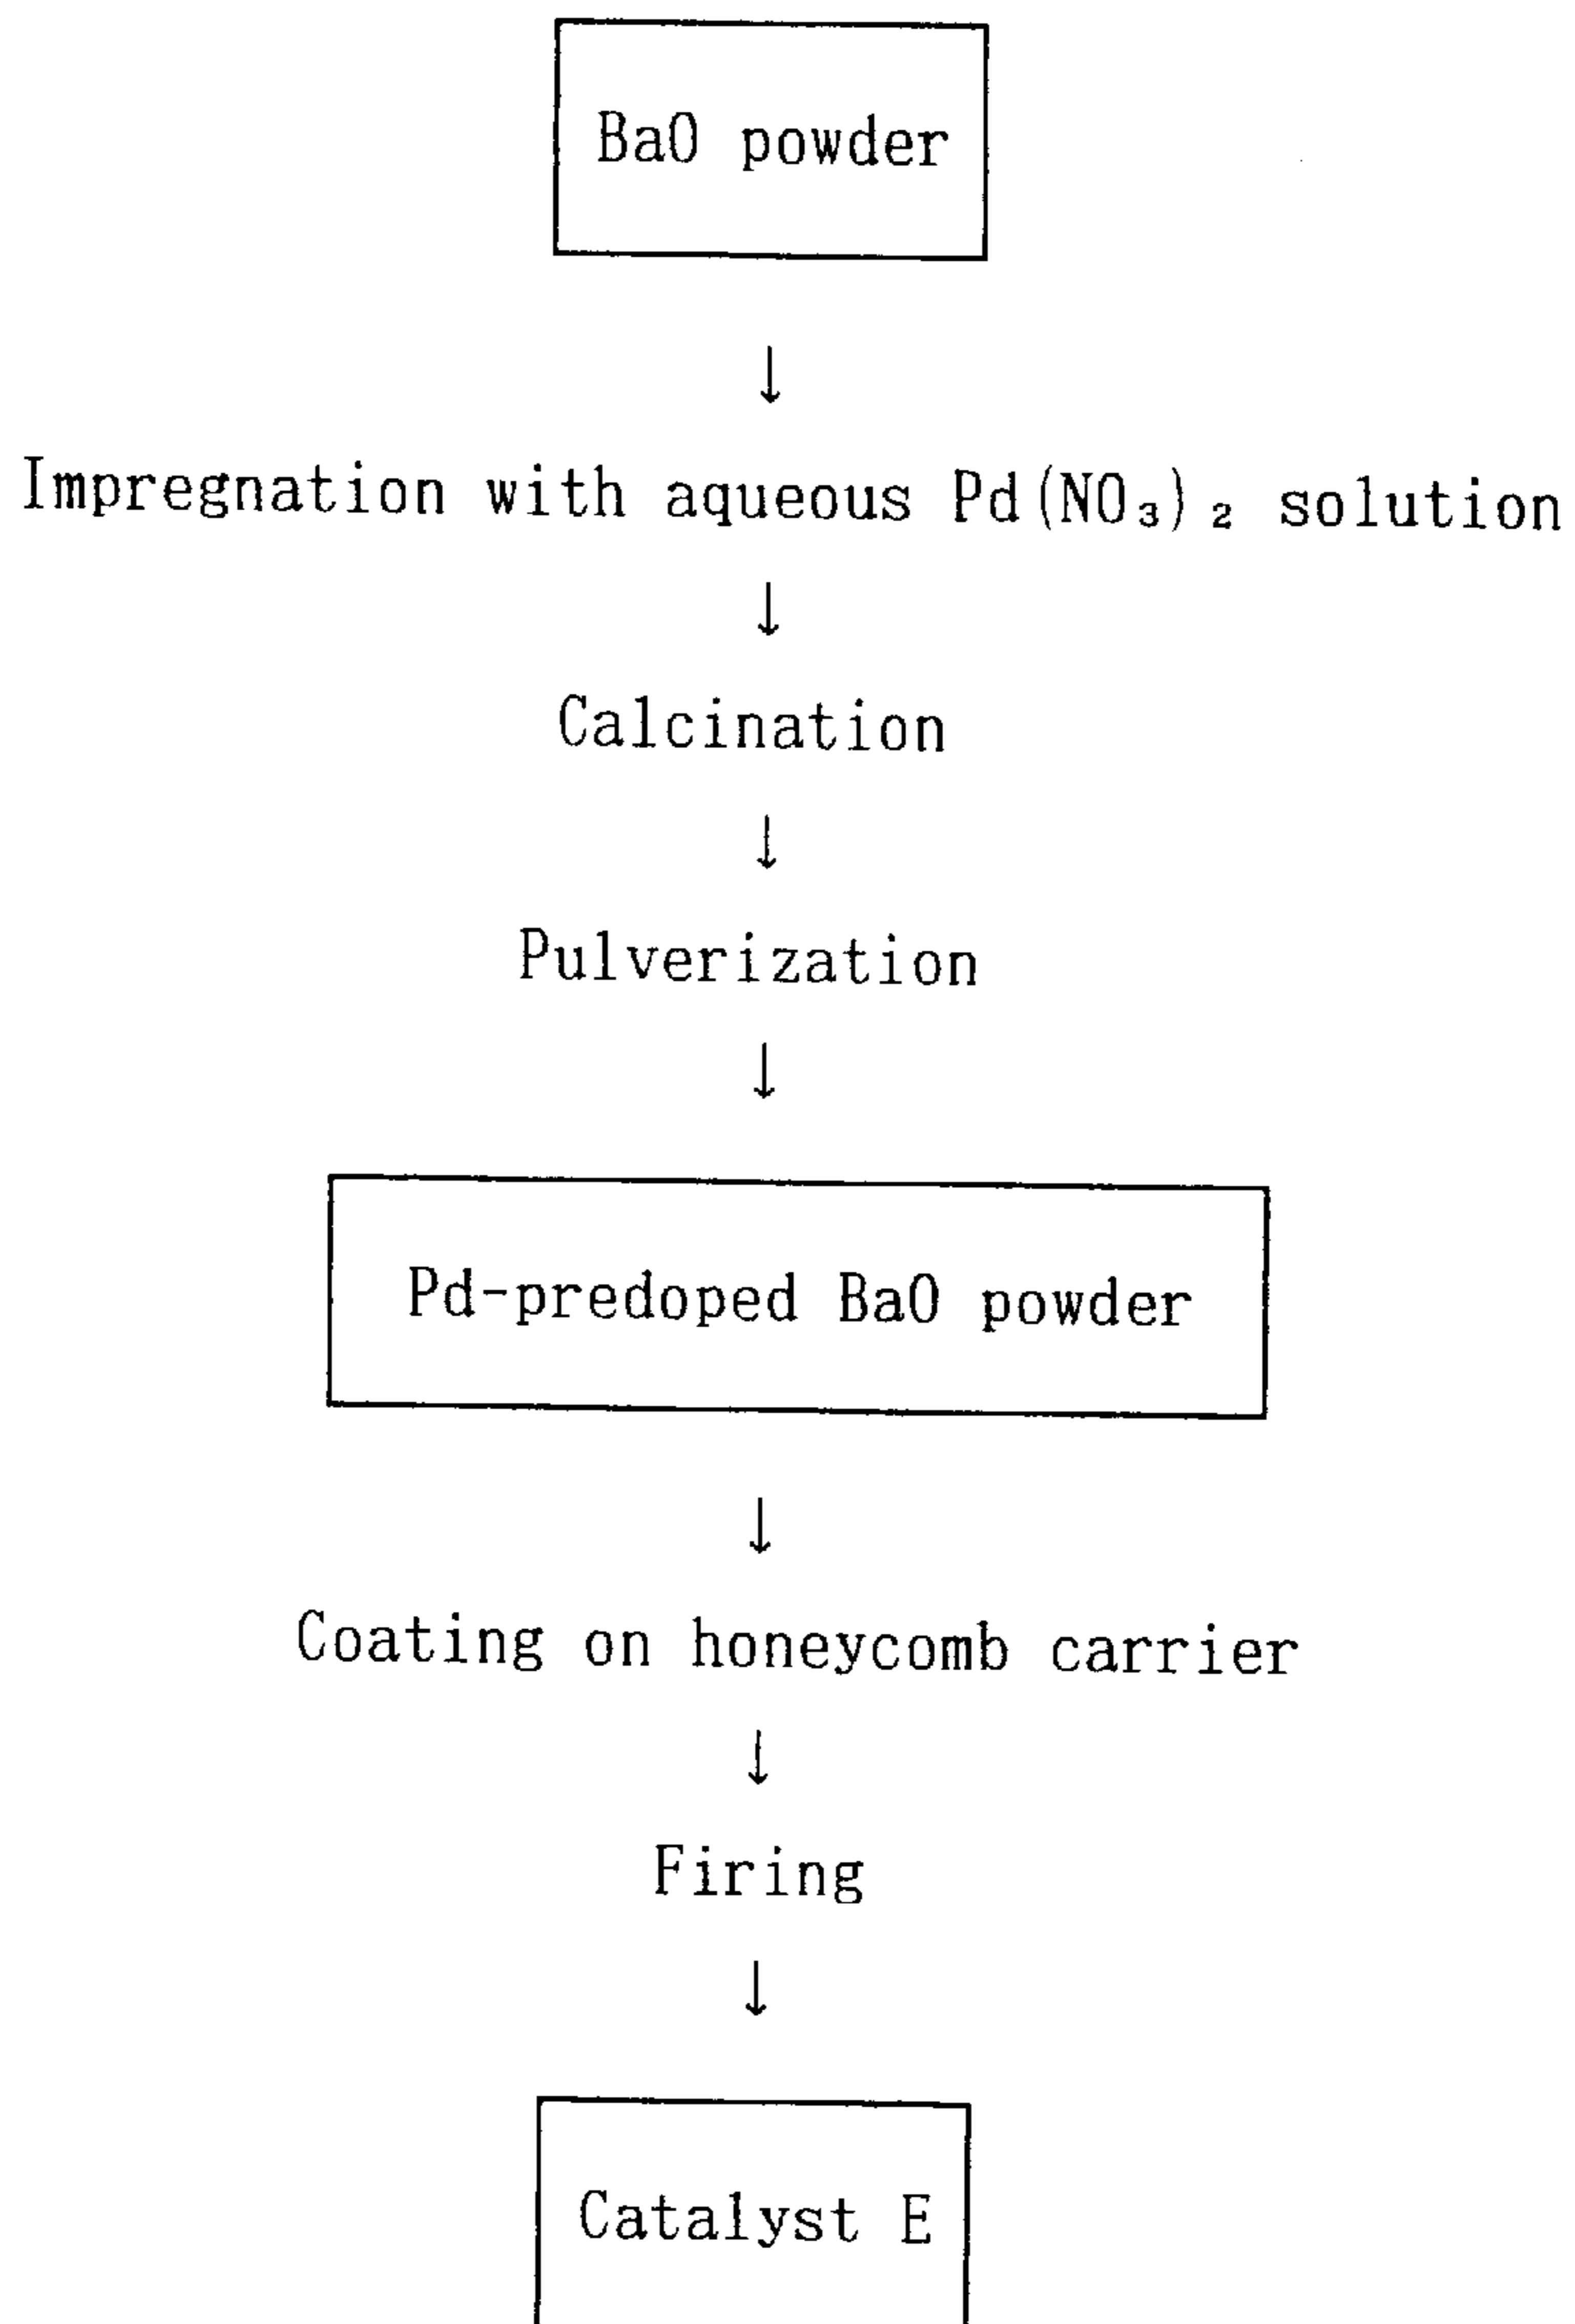 BaO powder
↓
Impregnation with aqueous Pd(NO₃)₂ solution
↓
Calcination
↓
Pulverization
↓
Pd-predoped BaO powder
↓
Coating on honeycomb carrier
↓
Firing
↓
Catalyst E